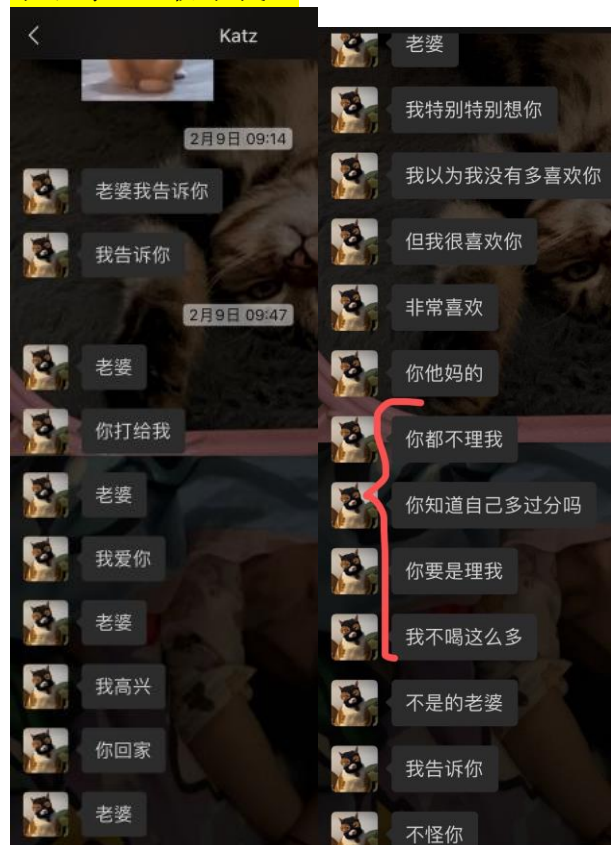 Katz
2月9日 09:14
老婆我告诉你
我告诉你
2月9日 09:47
老婆
你打给我
老婆
我爱你
老婆
我高兴
你回家
老婆
老婆
我特别特别想你
我以为我没有多喜欢你
但我很喜欢你
非常喜欢
你他妈的
你都不理我
你知道自己多过分吗
你要是理我
我不喝这么多
不是的老婆
我告诉你
不怪你